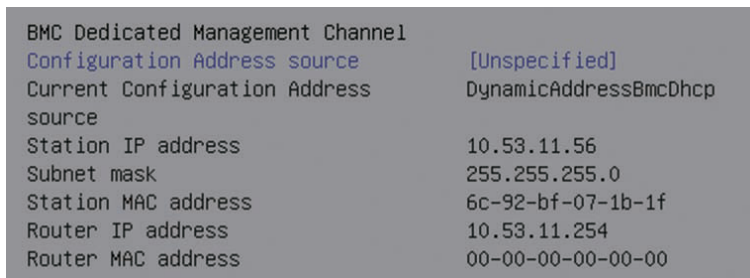 BMC Dedicated Management Channel
Configuration Address source [Unspecified]
Current Configuration Address DynamicAddressBmcDhcp
source
Station IP address 10.53.11.56
Subnet mask 255.255.255.0
Station MAC address 6c-92-bf-07-1b-1f
Router IP address 10.53.11.254
Router MAC address 00-00-00-00-00-00